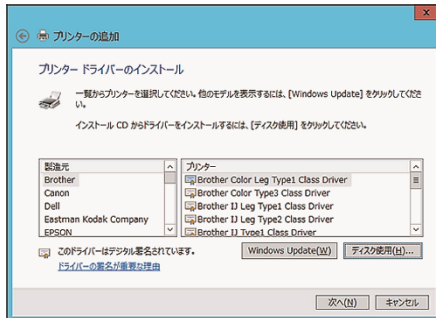 プリンターの追加
プリンター ドライバーのインストール
一覧からプリンターを選択してください。他のモデルを表示するには、[Windows Update] をクリックしてください。
インストール CD からドライバーをインストールするには、[ディスク使用] をクリックしてください。
製造元
Brother
Canon
Dell
Eastman Kodak Company
EPSON
プリンター
Brother Color Leg Type1 Class Driver
Brother Color Type3 Class Driver
Brother IJ Leg Type1 Class Driver
Brother IJ Leg Type2 Class Driver
Brother IJ Type1 Class Driver
このドライバーはデジタル署名されています。
ドライバーの署名が重要な理由
Windows Update(W)
ディスク使用(H)...
次へ(N)
キャンセル